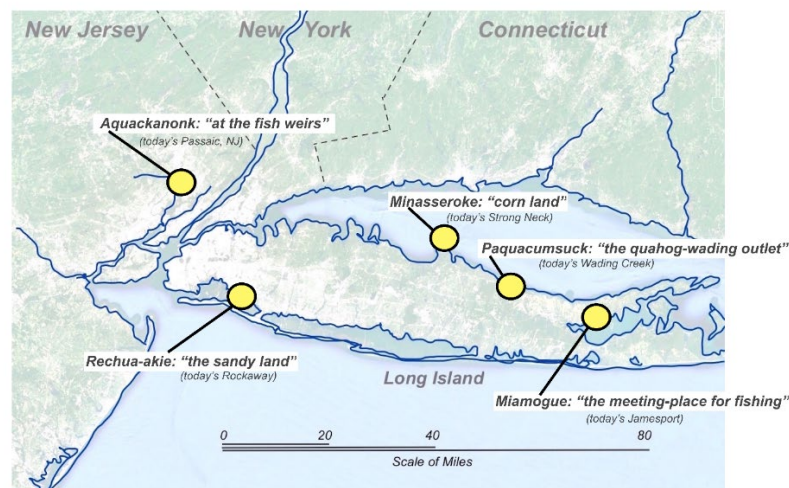 New Jersey
New York
Connecticut
Aquackanonk: “at the fish weirs”
(today's Passaic, NJ)
Minasseroke: “corn land”
(today's Strong Neck)
Paquacumsuck: “the quahog-wading outlet”
(today's Wading Creek)
Rechua-akie: “the sandy land”
(today's Rockaway)
Long Island
Miamogue: “the meeting-place for fishing”
(today's Jamesport)
0 20 40 80
Scale of Miles